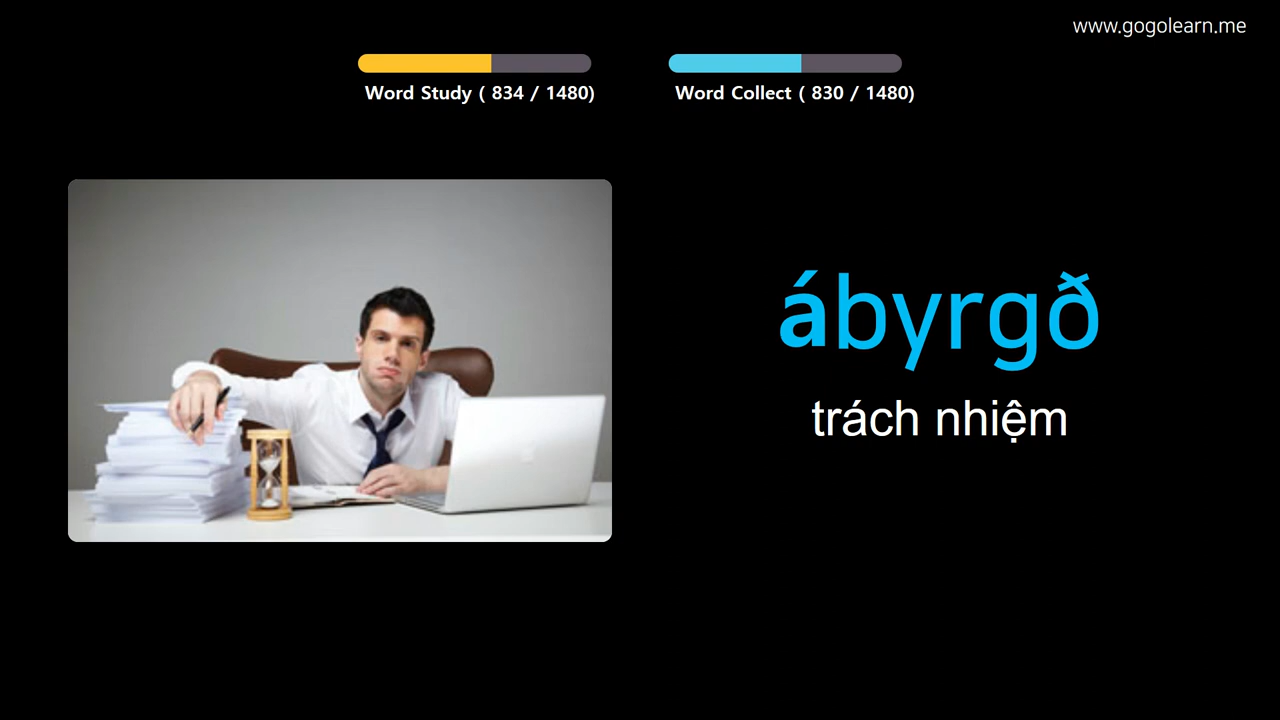 www.gogolearn.me
Word Study ( 834 / 1480)
Word Collect ( 830 / 1480)
ábyrgð
trách nhiệm